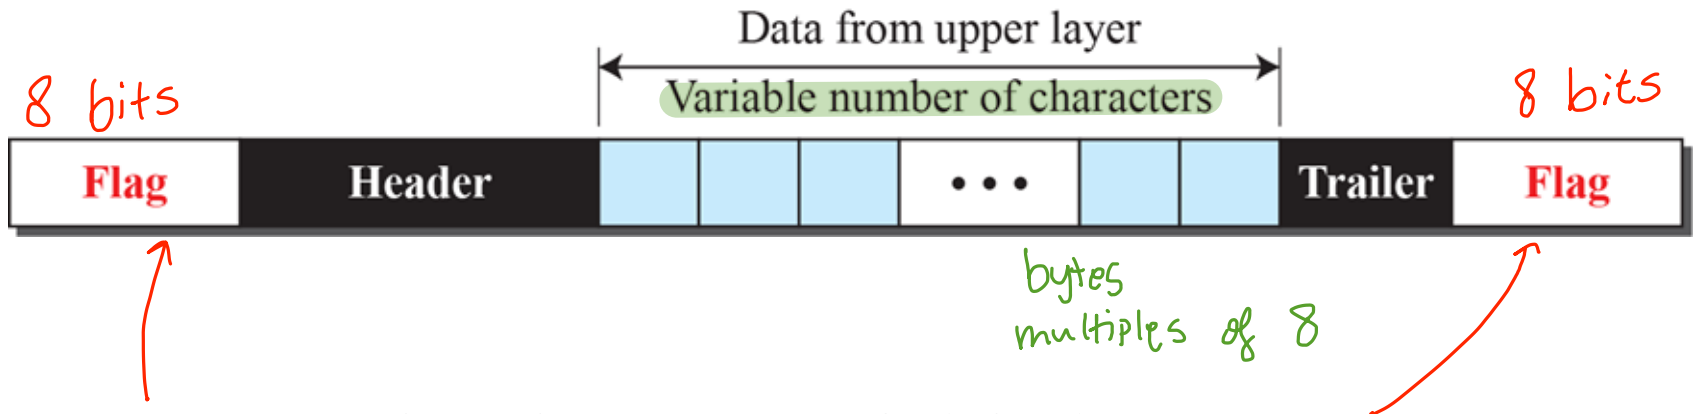 Data from upper layer
Variable number of characters
8 bits
8 bits
Flag
Header
•••
Trailer
Flag
bytes
multiples of 8